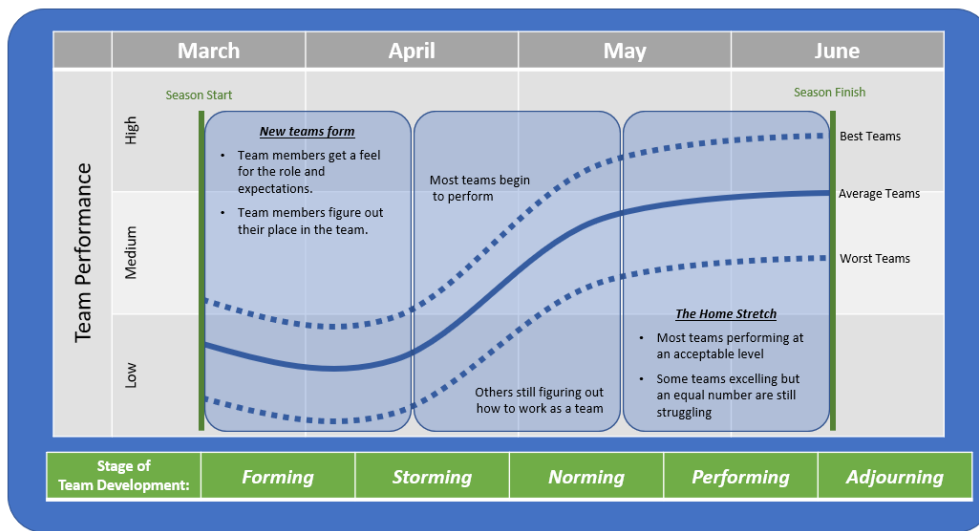 March April May June
Season Start
Season Finish
Team Performance
High
Medium
Low
New teams form
• Team members get a feel
for the role and
expectations.
• Team members figure out
their place in the team.
Most teams begin
to perform
Others still figuring out
how to work as a team
The Home Stretch
• Most teams performing at
an acceptable level
• Some teams excelling but
an equal number are still
struggling
Best Teams
Average Teams
Worst Teams
Stage of
Team Development:
Forming Storming Norming Performing Adjourning